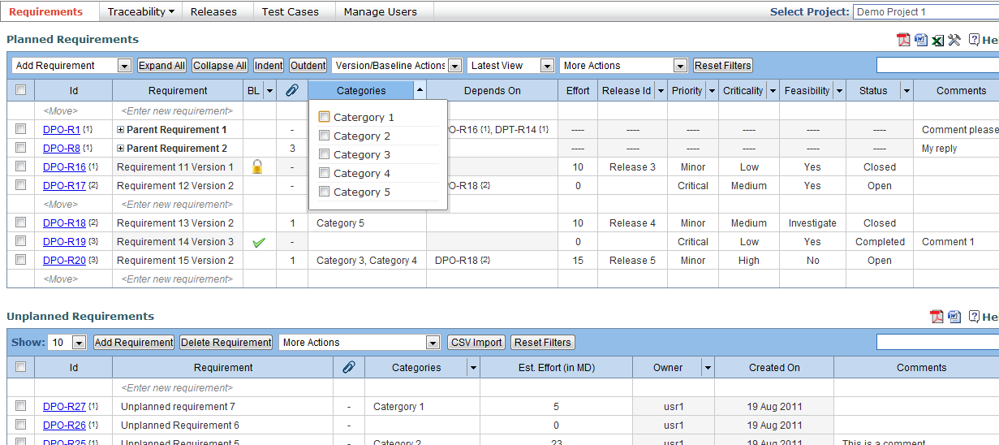 Requirements Traceability Releases Test Cases Manage Users Select Project: Demo Project 1
Planned Requirements
Add Requirement Expand All Collapse All Indent Outdent Version/Baseline Actions Latest View More Actions Reset Filters
Id Requirement BL Categories Depends On Effort Release Id Priority Criticality Feasibility Status Comments
<Move> <Enter new requirement>
Catergory 1
Category 2
Category 3
Category 4
Category 5
DPO-R1 {1} Parent Requirement 1 - O-R16 {1}, DPT-R14 {1} ---- ---- ---- ---- ---- ---- Comment please
DPO-R8 {1} Parent Requirement 2 3 ---- ---- ---- ---- ---- ---- My reply
DPO-R16 {1} Requirement 11 Version 1 - 10 Release 3 Minor Low Yes Closed
DPO-R17 {2} Requirement 12 Version 2 - O-R18 {2} 0 Critical Medium Yes Open
<Move> <Enter new requirement>
DPO-R18 {2} Requirement 13 Version 2 1 Category 5 10 Release 4 Minor Medium Investigate Closed
DPO-R19 {3} Requirement 14 Version 3 - 0 Critical Low Yes Completed Comment 1
DPO-R20 {3} Requirement 15 Version 2 1 Category 3, Category 4 DPO-R18 {2} 15 Release 5 Minor High No Open
<Move> <Enter new requirement>
Unplanned Requirements
Show: 10 Add Requirement Delete Requirement More Actions CSV Import Reset Filters
Id Requirement Categories Est. Effort (in MD) Owner Created On Comments
<Enter new requirement>
DPO-R27 {1} Unplanned requirement 7 - Catergory 1 5 usr1 19 Aug 2011
DPO-R26 {1} Unplanned Requirement 6 - 0 usr1 19 Aug 2011
DPO-R25 {1} Unplanned Requirement 5 - Category 2 23 usr1 19 Aug 2011 This is a comment